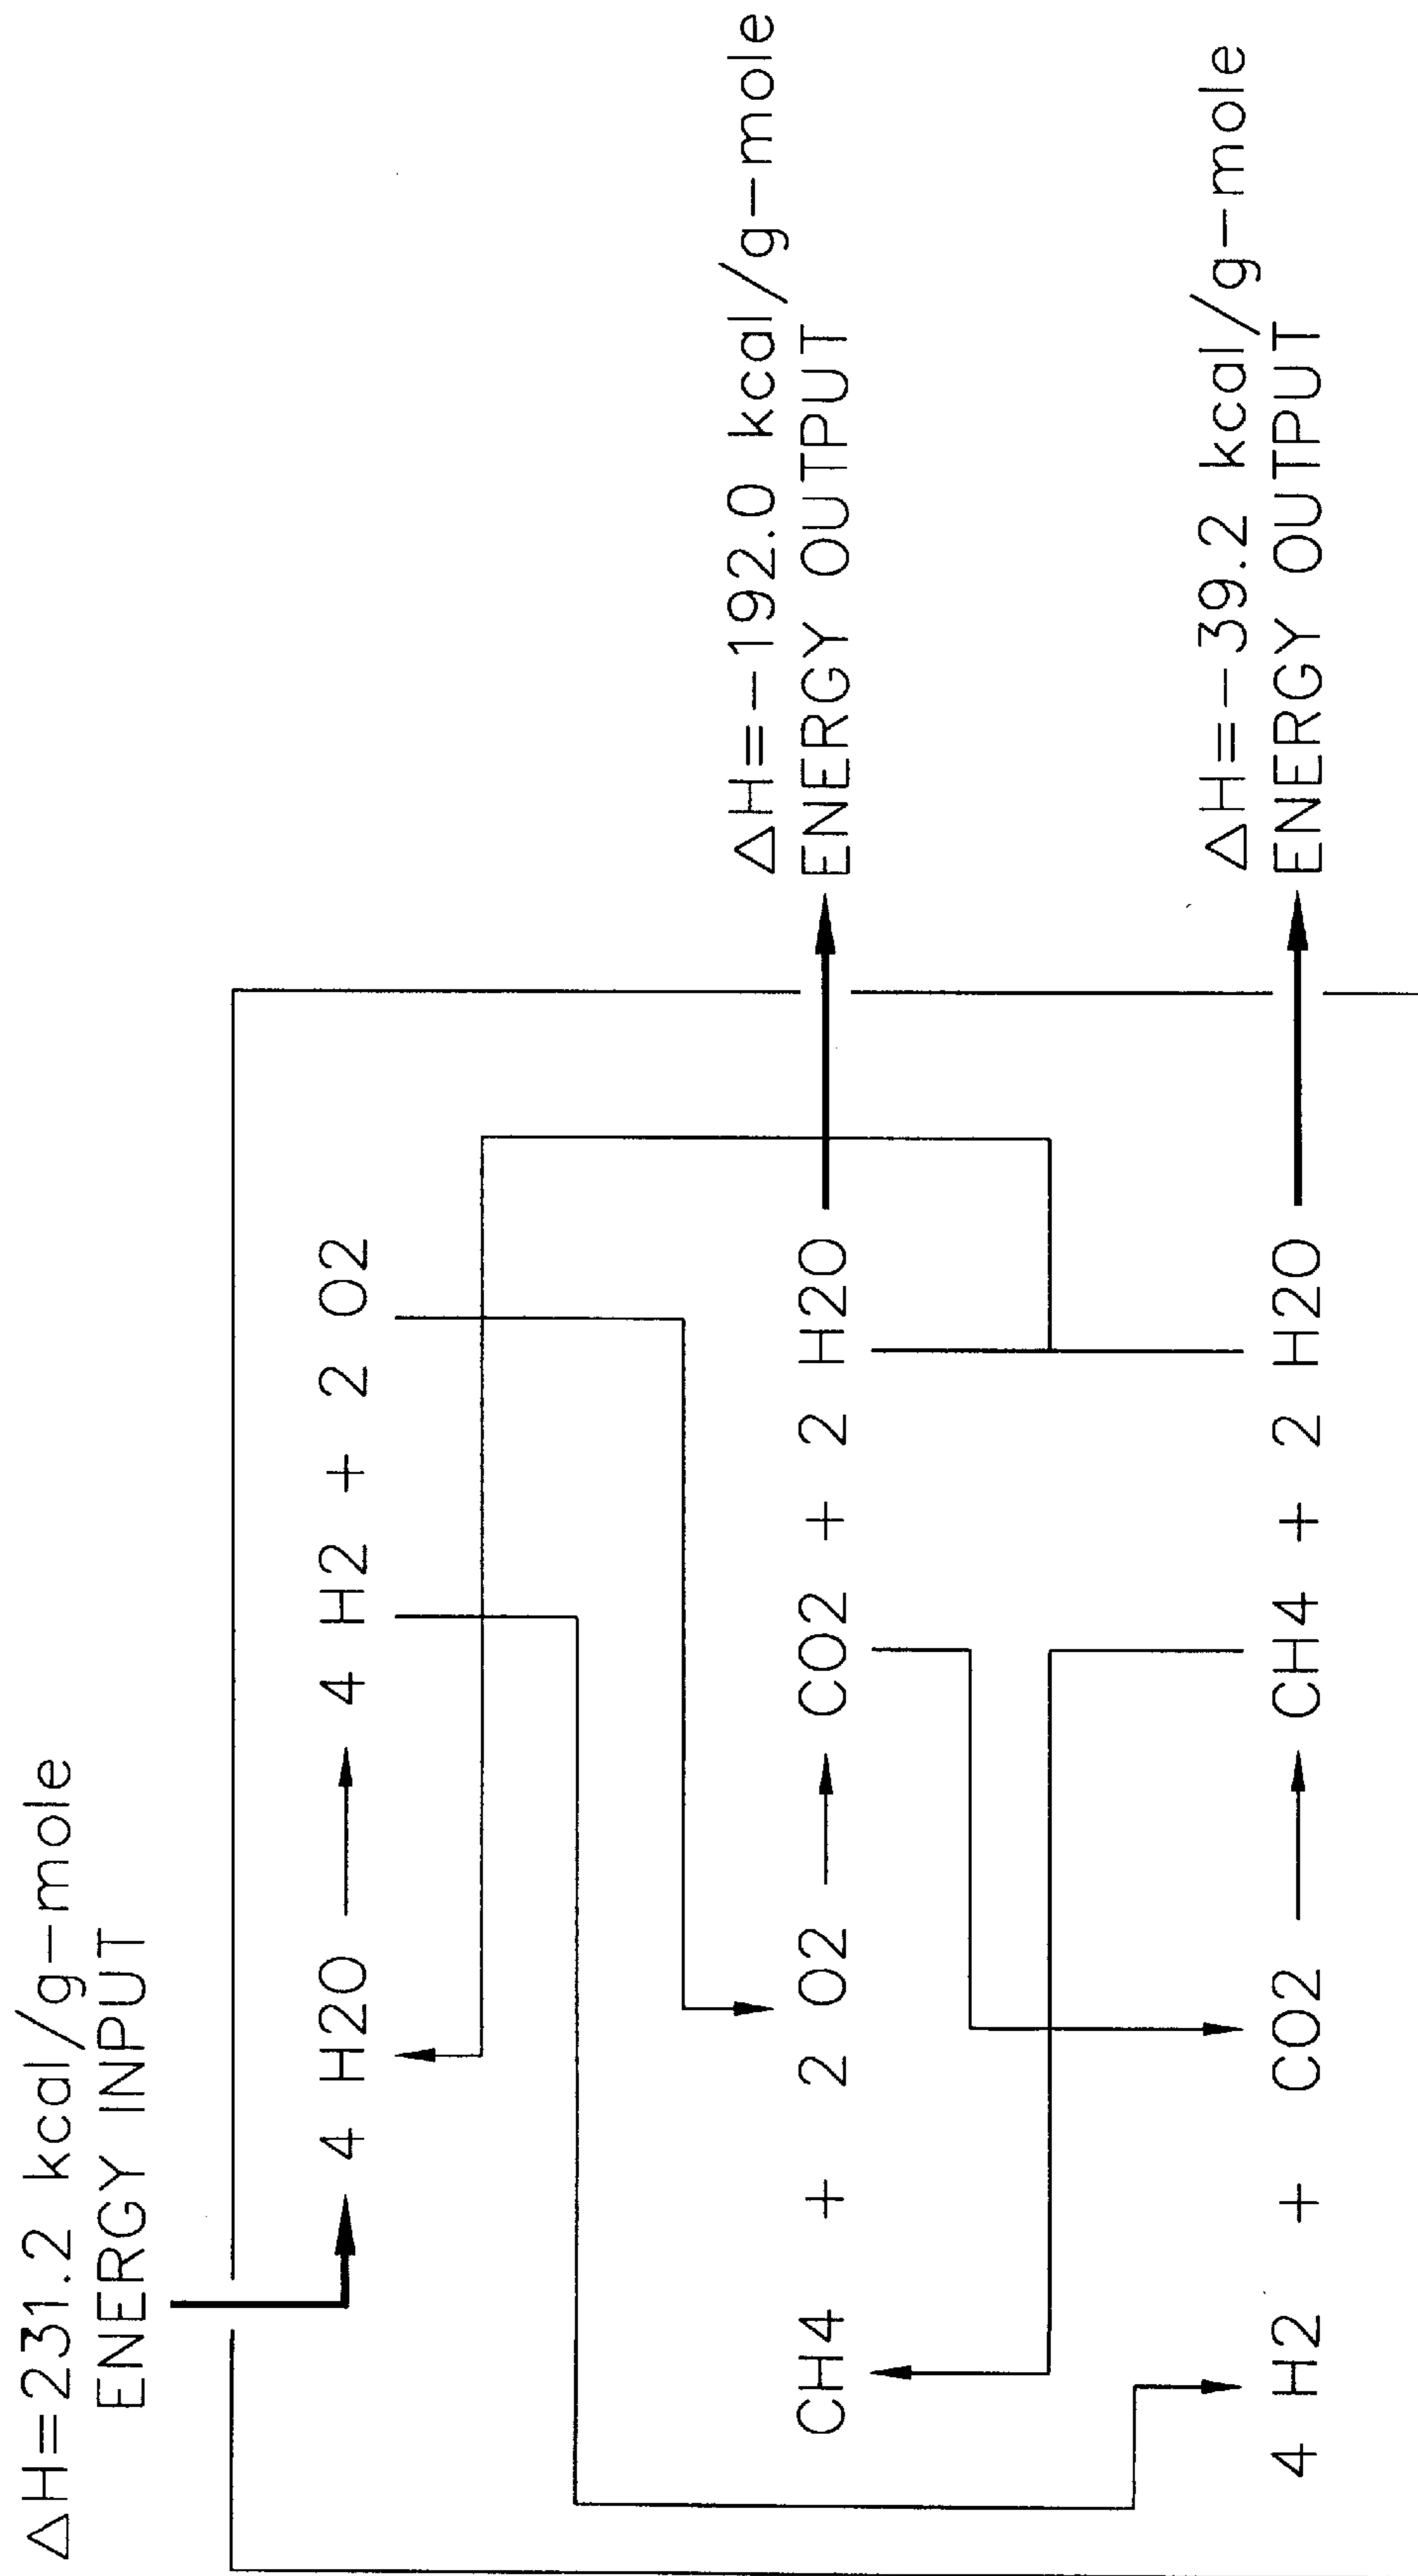 ΔH=231.2 kcal/g-mole
ENERGY INPUT
4 H2O → 4 H2 + 2 O2
ΔH=-192.0 kcal/g-mole
CH4 + 2 O2 → CO2 + 2 H2O → ENERGY OUTPUT
ΔH=-39.2 kcal/g-mole
4 H2 + CO2 → CH4 + 2 H2O → ENERGY OUTPUT